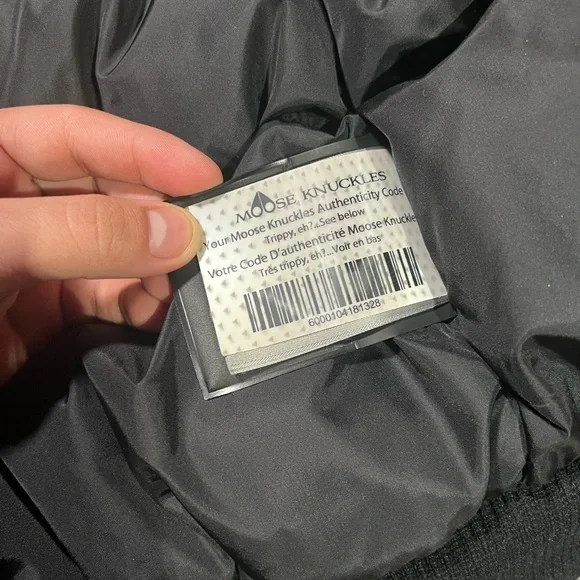 MOOSE KNUCKLES
Your Moose Knuckles Authenticity Code
Trippy, eh?...See below
Votre Code D'authenticité Moose Knuckle
Très trippy, eh?...Voir en bas
6000104181328